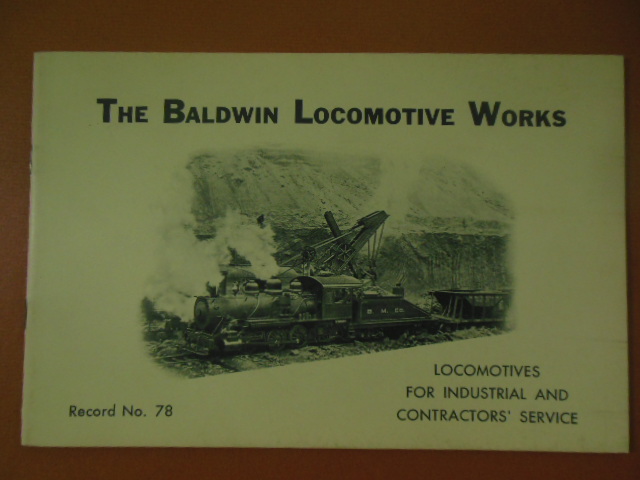 THE BALDWIN LOCOMOTIVE WORKS
LOCOMOTIVES
FOR INDUSTRIAL AND
CONTRACTORS' SERVICE
Record No. 78